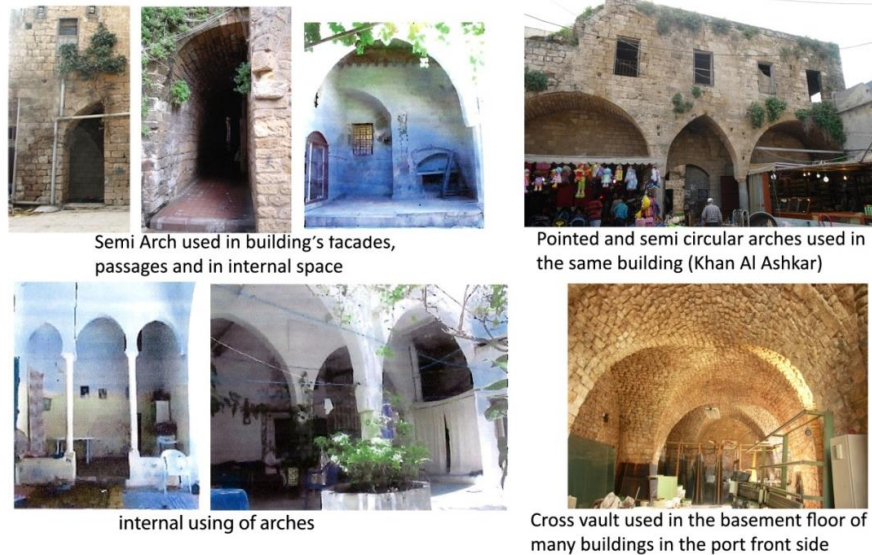 Semi Arch used in building's facades,
passages and in internal space
Pointed and semi circular arches used in
the same building (Khan Al Ashkar)
internal using of arches
Cross vault used in the basement floor of
many buildings in the port front side